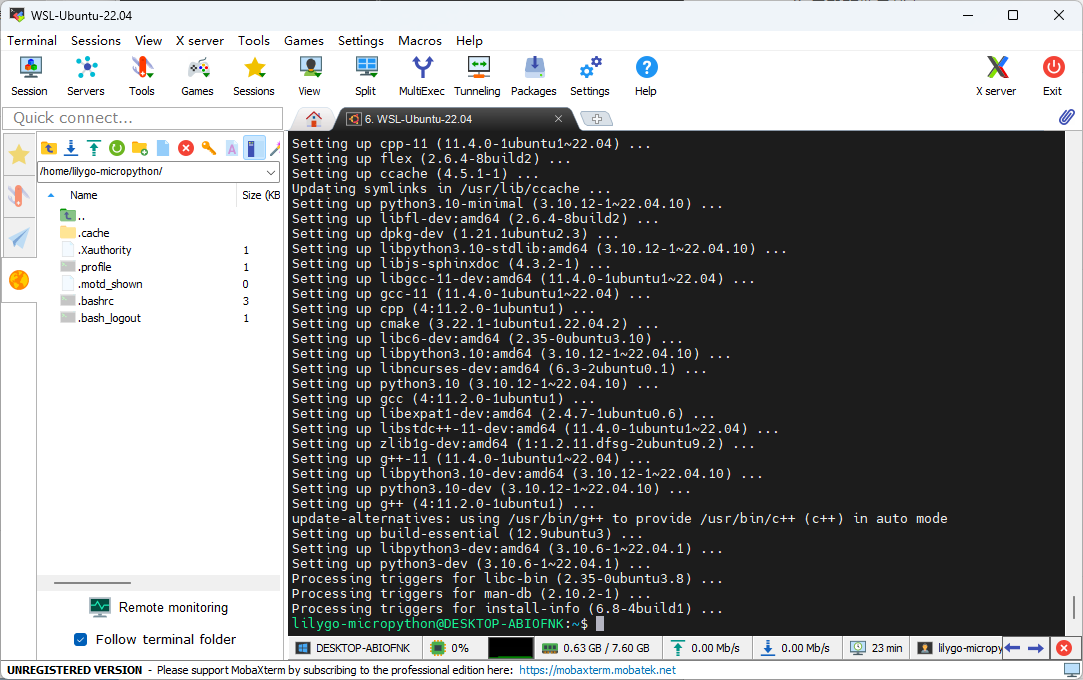 WSL-Ubuntu-22.04
Terminal Sessions View X server Tools Games Settings Macros Help
Session Servers Tools Games Sessions View Split MultiExec Tunneling Packages Settings Help X server Exit
Quick connect...
6. WSL-Ubuntu-22.04
/home/lilygo-micropython/
Name Size (KB
..
.cache
.Xauthority 1
.profile 1
.motd_shown 0
.bashrc 3
.bash_logout 1
Remote monitoring
Follow terminal folder
Setting up cpp-11 (11.4.0-1ubuntu1~22.04) ...
Setting up flex (2.6.4-8build2) ...
Setting up ccache (4.5.1-1) ...
Updating symlinks in /usr/lib/ccache ...
Setting up python3.10-minimal (3.10.12-1~22.04.10) ...
Setting up libfl-dev:amd64 (2.6.4-8build2) ...
Setting up dpkg-dev (1.21.1ubuntu2.3) ...
Setting up libpython3.10-stdlib:amd64 (3.10.12-1~22.04.10) ...
Setting up libjs-sphinxdoc (4.3.2-1) ...
Setting up libgcc-11-dev:amd64 (11.4.0-1ubuntu1~22.04) ...
Setting up gcc-11 (11.4.0-1ubuntu1~22.04) ...
Setting up cpp (4:11.2.0-1ubuntu1) ...
Setting up cmake (3.22.1-1ubuntu1.22.04.2) ...
Setting up libc6-dev:amd64 (2.35-0ubuntu3.10) ...
Setting up libpython3.10:amd64 (3.10.12-1~22.04.10) ...
Setting up libncurses-dev:amd64 (6.3-2ubuntu0.1) ...
Setting up python3.10 (3.10.12-1~22.04.10) ...
Setting up gcc (4:11.2.0-1ubuntu1) ...
Setting up libexpat1-dev:amd64 (2.4.7-1ubuntu0.6) ...
Setting up libstdc++-11-dev:amd64 (11.4.0-1ubuntu1~22.04) ...
Setting up zlib1g-dev:amd64 (1:1.2.11.dfsg-2ubuntu9.2) ...
Setting up g++-11 (11.4.0-1ubuntu1~22.04) ...
Setting up libpython3.10-dev:amd64 (3.10.12-1~22.04.10) ...
Setting up python3.10-dev (3.10.12-1~22.04.10) ...
Setting up g++ (4:11.2.0-1ubuntu1) ...
update-alternatives: using /usr/bin/g++ to provide /usr/bin/c++ (c++) in auto mode
Setting up build-essential (12.9ubuntu3) ...
Setting up libpython3-dev:amd64 (3.10.6-1~22.04.1) ...
Setting up python3-dev (3.10.6-1~22.04.1) ...
Processing triggers for libc-bin (2.35-0ubuntu3.8) ...
Processing triggers for man-db (2.10.2-1) ...
Processing triggers for install-info (6.8-4build1) ...
lilygo-micropython@DESKTOP-ABIOFNK:~$
DESKTOP-ABIOFNK 0% 0.63 GB / 7.60 GB 0.00 Mb/s 0.00 Mb/s 23 min lilygo-micropy
UNREGISTERED VERSION - Please support MobaXterm by subscribing to the professional edition here: https://mobaxterm.mobatek.net